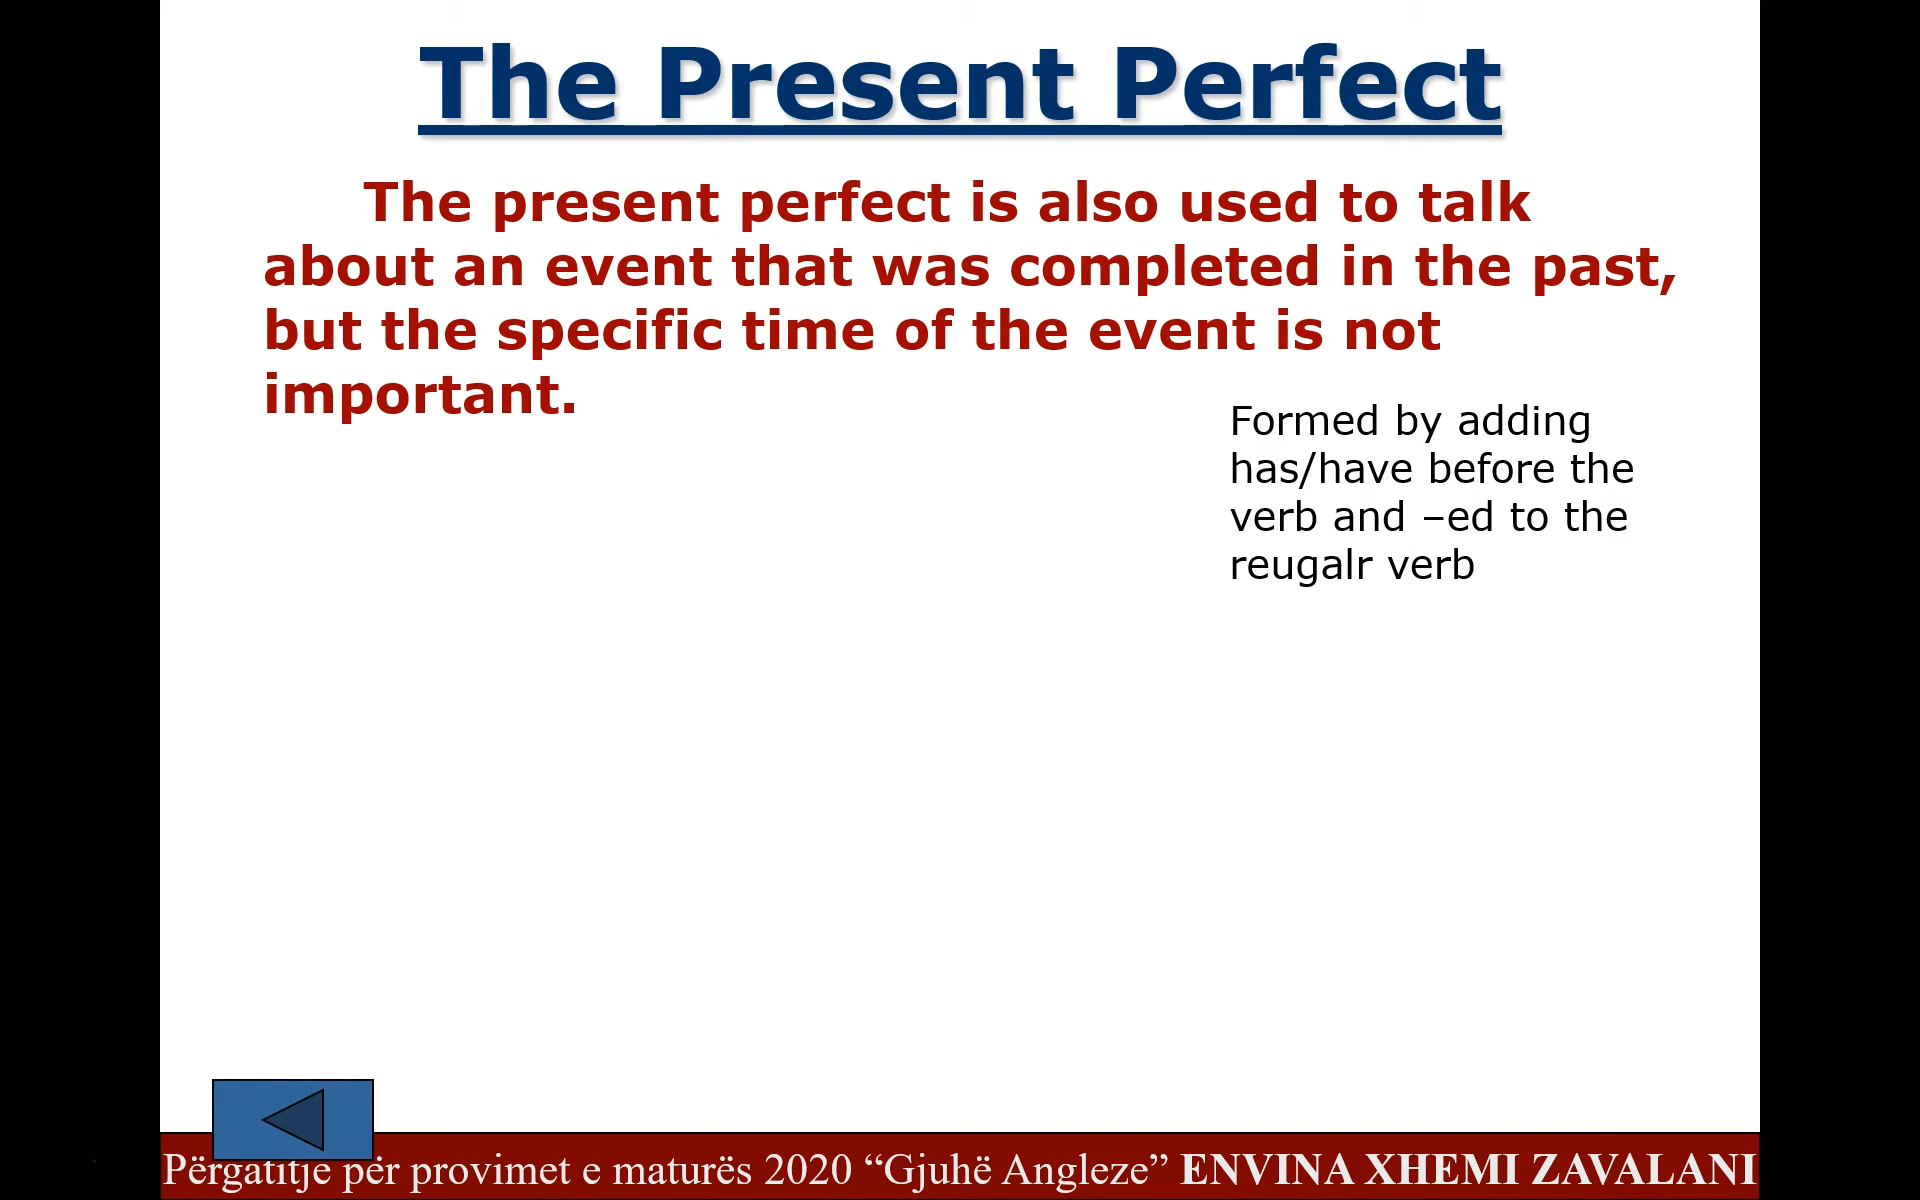 The Present Perfect
The present perfect is also used to talk
about an event that was completed in the past,
but the specific time of the event is not
important.
Formed by adding
has/have before the
verb and –ed to the
reugalr verb
Përgatitje për provimet e maturës 2020 “Gjuhë Angleze” ENVINA XHEMI ZAVALANI